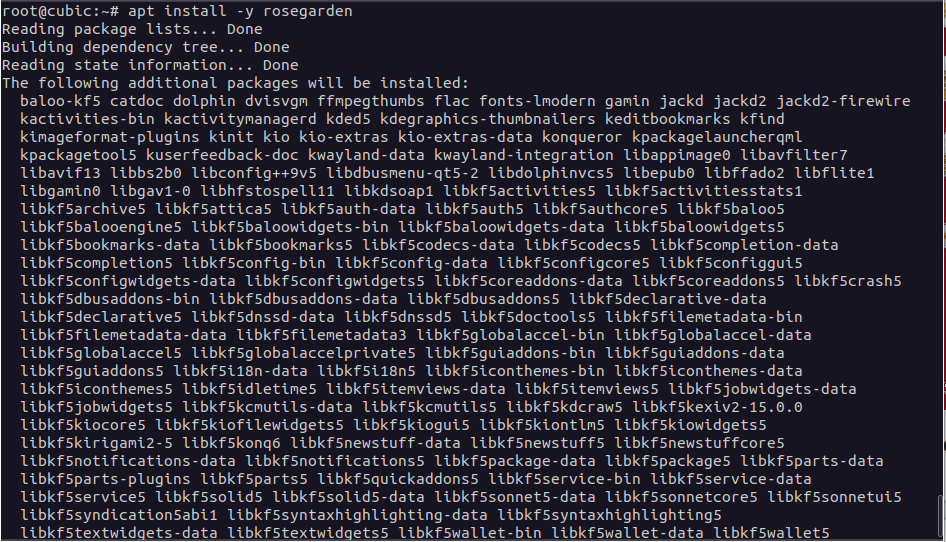 root@cubic:~# apt install -y rosegarden
Reading package lists... Done
Building dependency tree... Done
Reading state information... Done
The following additional packages will be installed:
baloo-kf5 catdoc dolphin dvisvgm ffmpegthumbs flac fonts-lmodern gamin jackd jackd2 jackd2-firewire
kactivities-bin kactivitymanagerd kded5 kdegraphics-thumbnailers keditbookmarks kfind
kimageformat-plugins kinit kio kio-extras kio-extras-data konqueror kpackagelauncherqml
kpackagetool5 kuserfeedback-doc kwayland-data kwayland-integration libappimage0 libavfilter7
libavif13 libbs2b0 libconfig++9v5 libdbusmenu-qt5-2 libdolphinvcs5 libepub0 libffado2 libflite1
libgamin0 libgav1-0 libhfstospell11 libkdsoap1 libkf5activities5 libkf5activitiesstats1
libkf5archive5 libkf5attica5 libkf5auth-data libkf5auth5 libkf5authcore5 libkf5baloo5
libkf5balooengine5 libkf5baloowidgets-bin libkf5baloowidgets-data libkf5baloowidgets5
libkf5bookmarks-data libkf5bookmarks5 libkf5codecs-data libkf5codecs5 libkf5completion-data
libkf5completion5 libkf5config-bin libkf5config-data libkf5configcore5 libkf5configgui5
libkf5configwidgets-data libkf5configwidgets5 libkf5coreaddons-data libkf5coreaddons5 libkf5crash5
libkf5dbusaddons-bin libkf5dbusaddons-data libkf5dbusaddons5 libkf5declarative-data
libkf5declarative5 libkf5dnssd-data libkf5dnssd5 libkf5doctools5 libkf5filemetadata-bin
libkf5filemetadata-data libkf5filemetadata3 libkf5globalaccel-bin libkf5globalaccel-data
libkf5globalaccel5 libkf5globalaccelprivate5 libkf5guiaddons-bin libkf5guiaddons-data
libkf5guiaddons5 libkf5i18n-data libkf5i18n5 libkf5iconthemes-bin libkf5iconthemes-data
libkf5iconthemes5 libkf5idletime5 libkf5itemviews-data libkf5itemviews5 libkf5jobwidgets-data
libkf5jobwidgets5 libkf5kcmutils-data libkf5kcmutils5 libkf5kdcraw5 libkf5kexiv2-15.0.0
libkf5kiocore5 libkf5kiofilewidgets5 libkf5kiogui5 libkf5kiontlm5 libkf5kiowidgets5
libkf5kirigami2-5 libkf5konq6 libkf5newstuff-data libkf5newstuff5 libkf5newstuffcore5
libkf5notifications-data libkf5notifications5 libkf5package-data libkf5package5 libkf5parts-data
libkf5parts-plugins libkf5parts5 libkf5quickaddons5 libkf5service-bin libkf5service-data
libkf5service5 libkf5solid5 libkf5solid5-data libkf5sonnet5-data libkf5sonnetcore5 libkf5sonnetui5
libkf5syndication5abi1 libkf5syntaxhighlighting-data libkf5syntaxhighlighting5
libkf5textwidgets-data libkf5textwidgets5 libkf5wallet-bin libkf5wallet-data libkf5wallet5